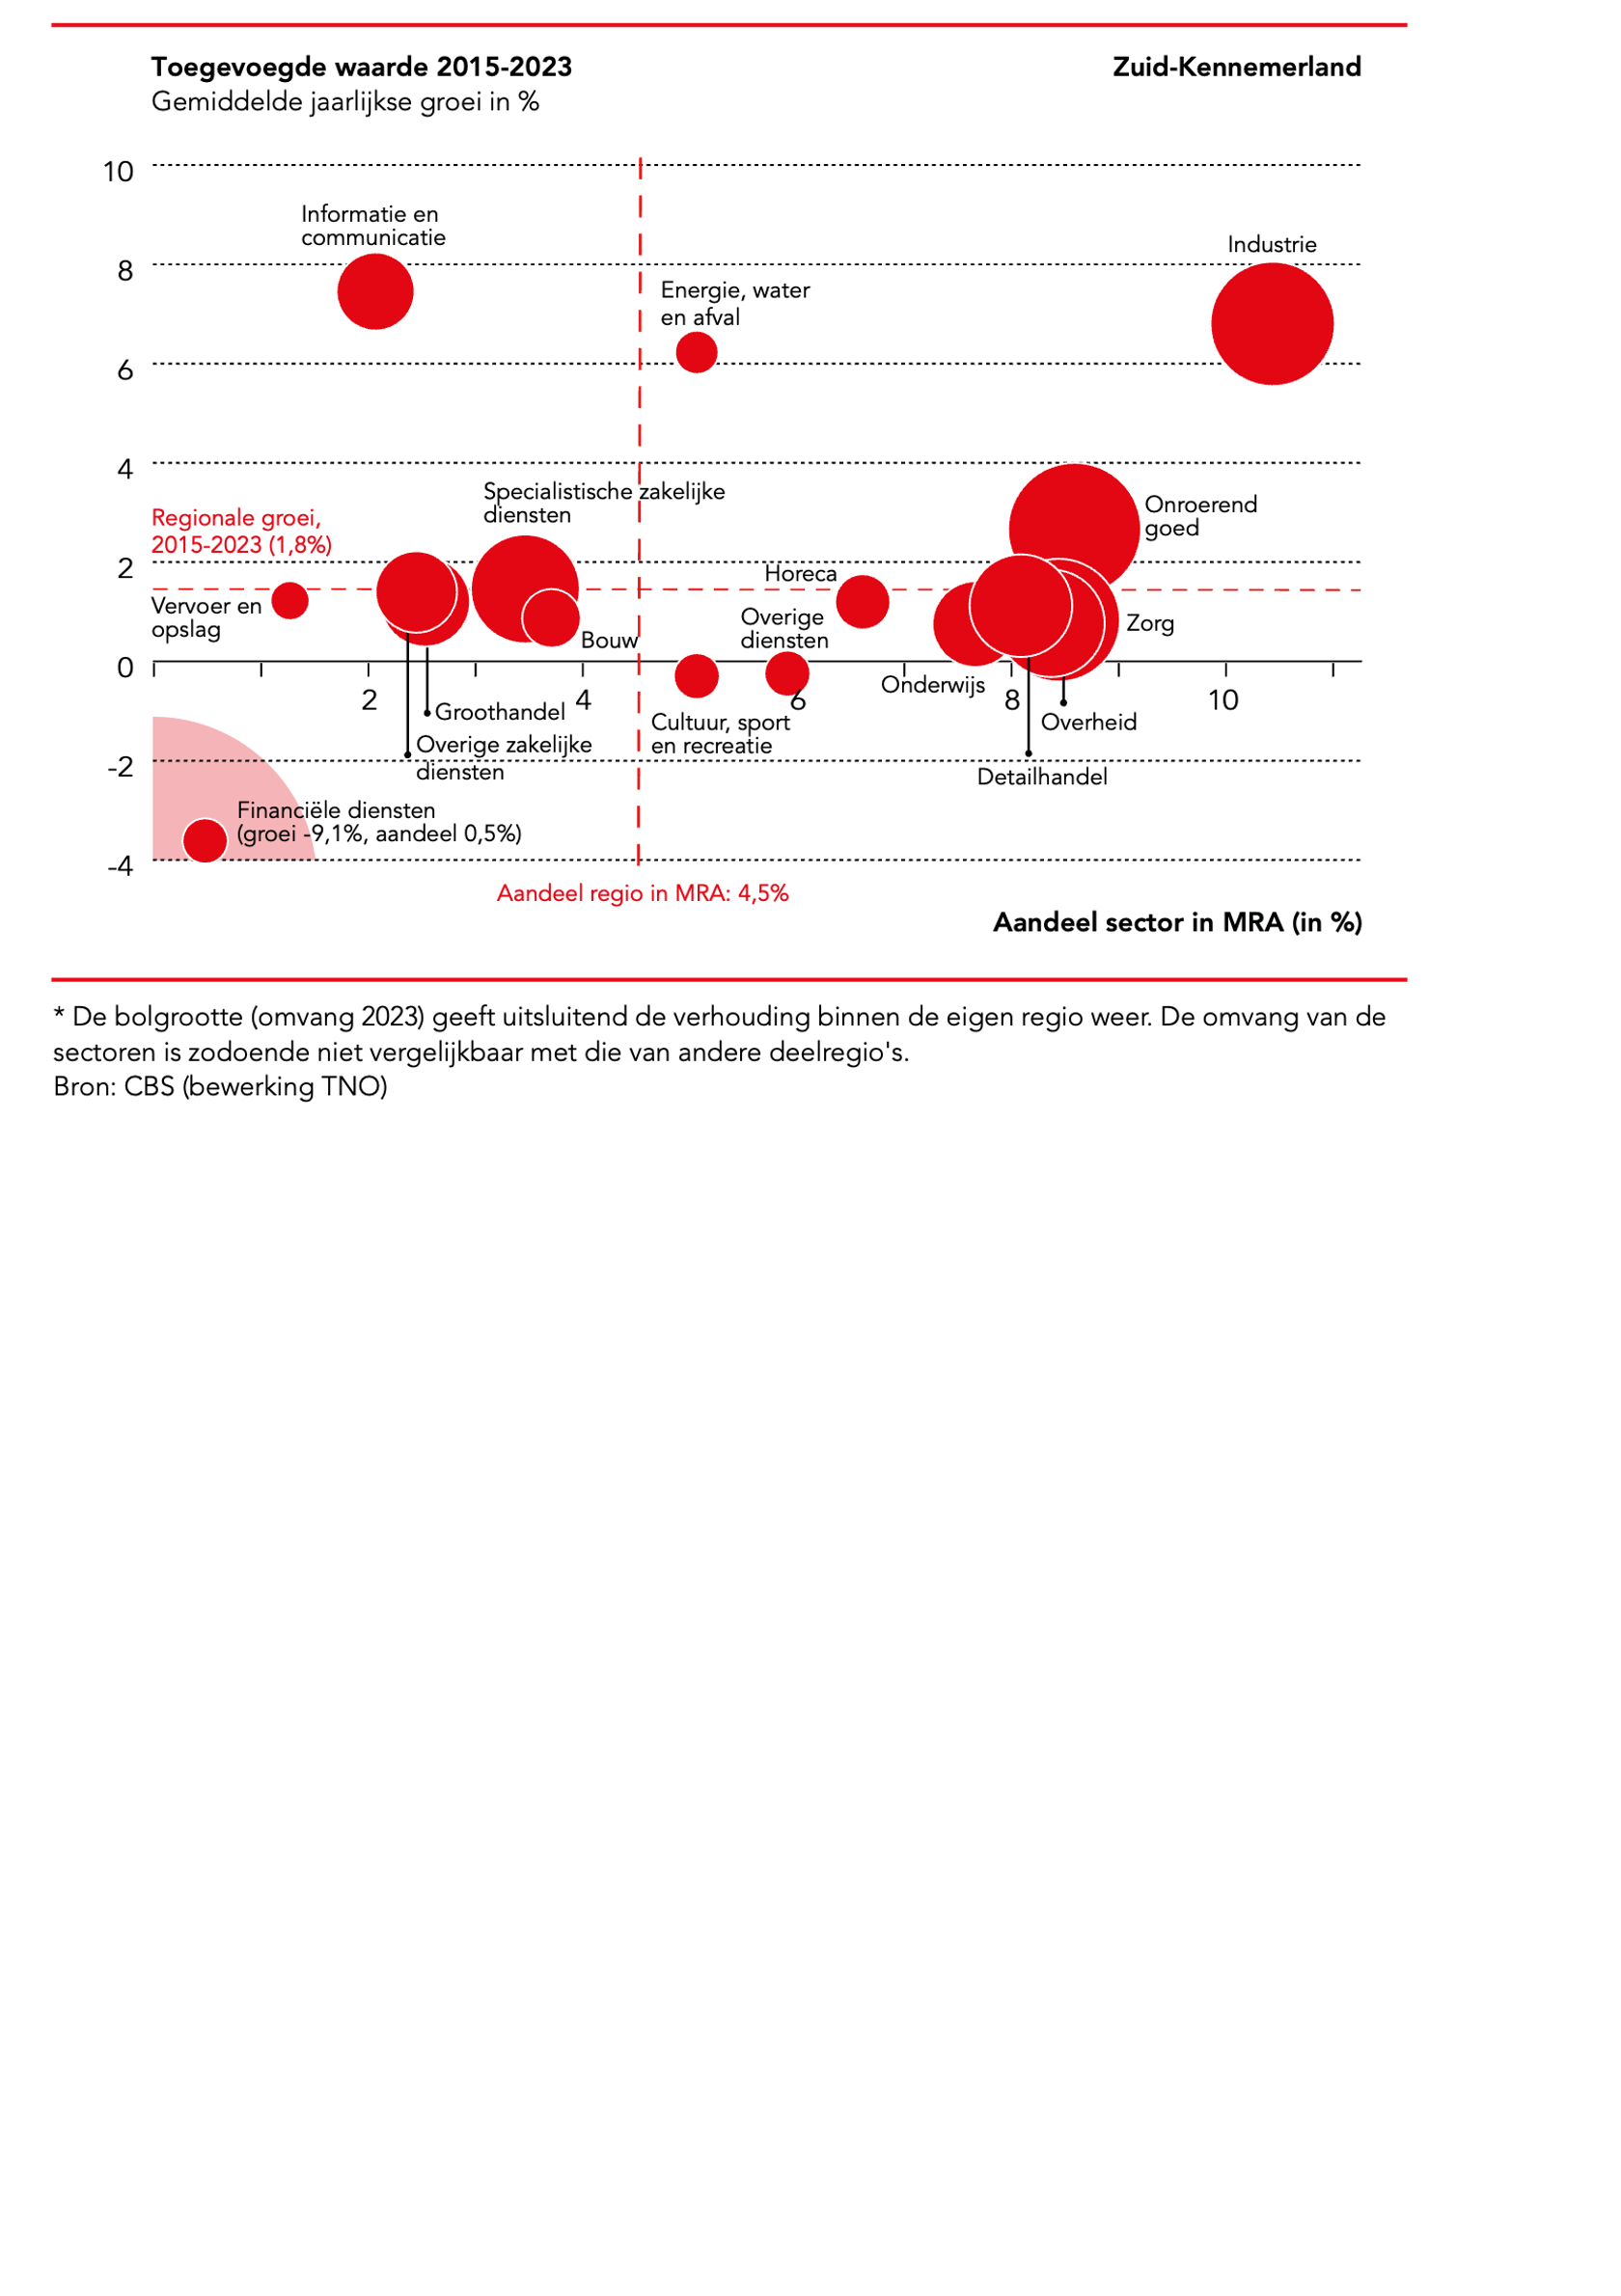 Toegevoegde waarde 2015-2023
Zuid-Kennemerland
Gemiddelde jaarlijkse groei in %
10
Informatie en
communicatie
Industrie
8
Energie, water
en afval
6
4
Specialistische zakelijke
diensten
Onroerend
goed
Regionale groei,
2015-2023 (1,8%)
2
Horeca
Vervoer en
opslag
Overige
diensten
Zorg
Bouw
0
Onderwijs
2
4
6
8
10
Groothandel
Cultuur, sport
en recreatie
Overheid
Overige zakelijke
diensten
-2
Detailhandel
Financiële diensten
(groei -9,1%, aandeel 0,5%)
-4
Aandeel regio in MRA: 4,5%
Aandeel sector in MRA (in %)
* De bolgrootte (omvang 2023) geeft uitsluitend de verhouding binnen de eigen regio weer. De omvang van de
sectoren is zodoende niet vergelijkbaar met die van andere deelregio's.
Bron: CBS (bewerking TNO)